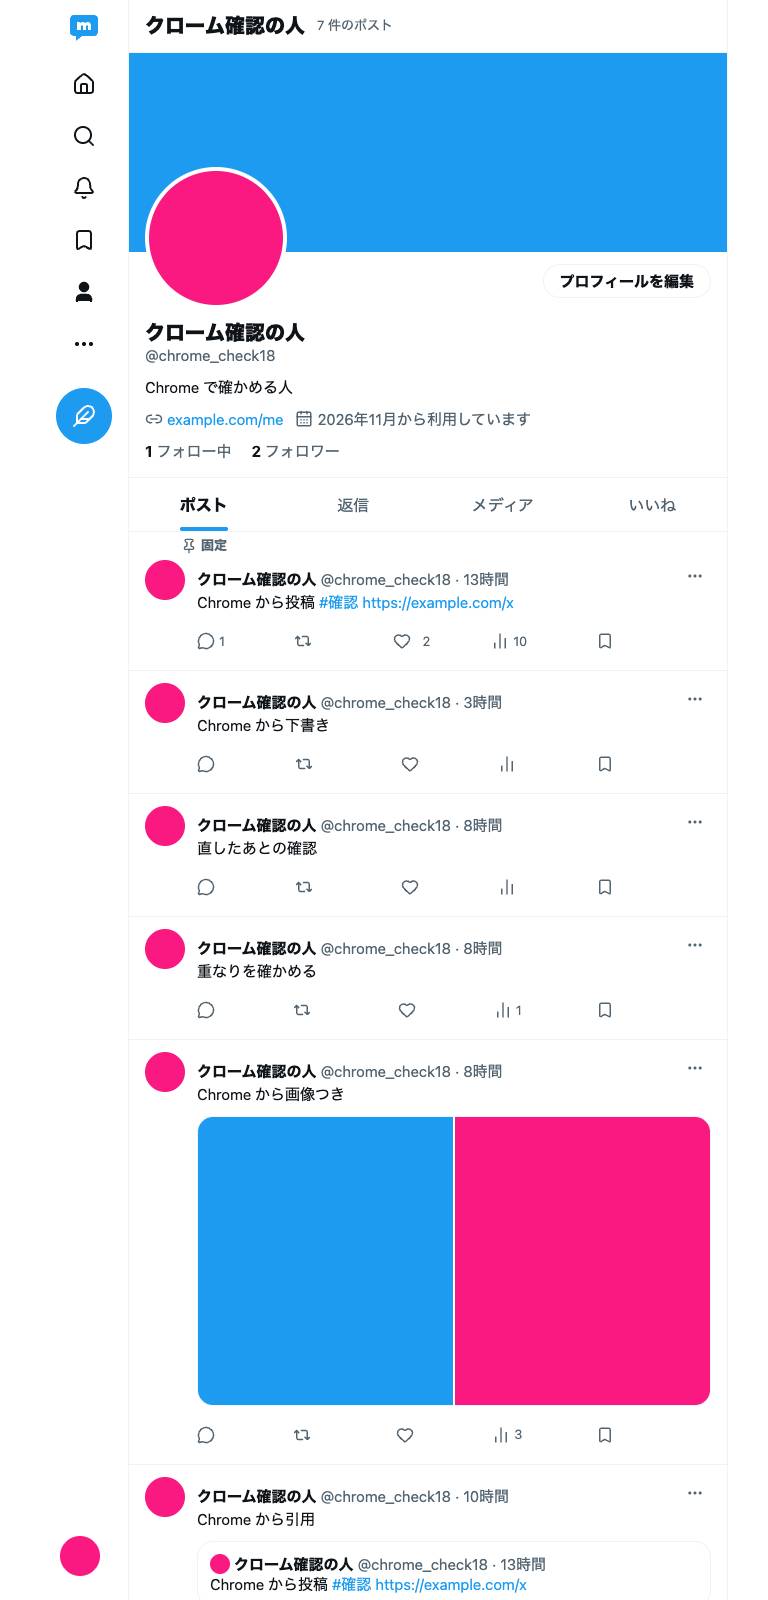 m
クローム確認の人 7 件のポスト
プロフィールを編集
クローム確認の人
@chrome_check18
Chrome で確かめる人
example.com/me 2026年11月から利用しています
1 フォロー中 2 フォロワー
ポスト 返信 メディア いいね
固定
クローム確認の人 @chrome_check18 · 13時間
Chrome から投稿 #確認 https://example.com/x
1 2 10
クローム確認の人 @chrome_check18 · 3時間
Chrome から下書き
クローム確認の人 @chrome_check18 · 8時間
直したあとの確認
クローム確認の人 @chrome_check18 · 8時間
重なりを確かめる
1
クローム確認の人 @chrome_check18 · 8時間
Chrome から画像つき
3
クローム確認の人 @chrome_check18 · 10時間
Chrome から引用
クローム確認の人 @chrome_check18 · 13時間
Chrome から投稿 #確認 https://example.com/x